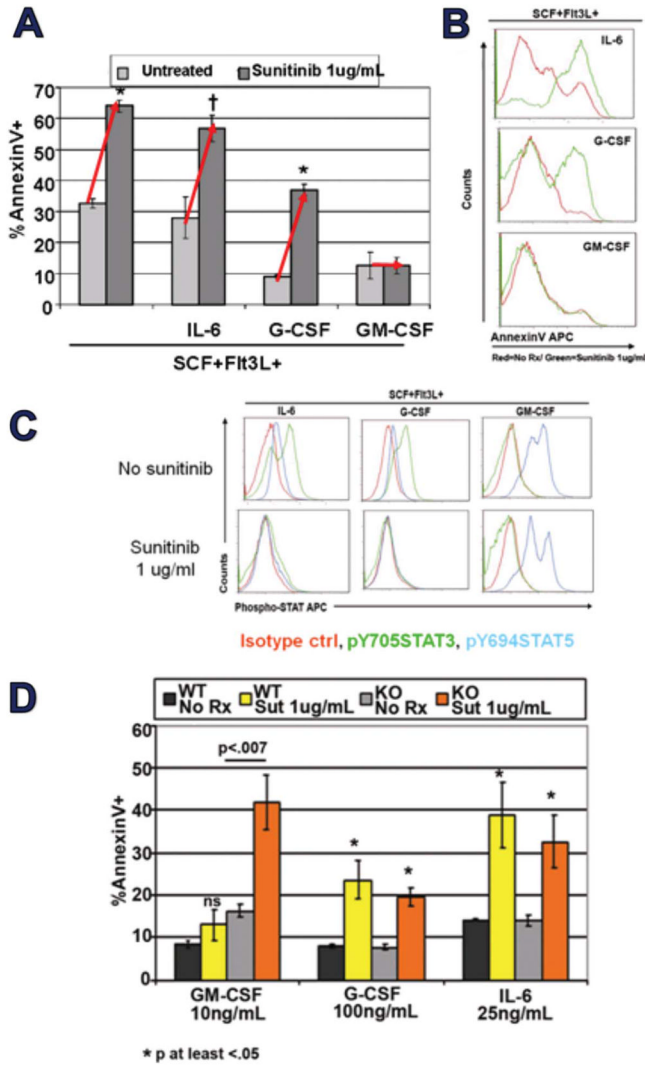 A
Untreated Sunitinib 1ug/mL
%AnnexinV+
70
60
50
40
30
20
10
0
* † *
IL-6 G-CSF GM-CSF
SCF+Flt3L+
B
SCF+Flt3L+
IL-6
G-CSF
GM-CSF
Counts
AnnexinV APC
Red=No Rx/ Green=Sunitinib 1ug/ml
C
SCF+Flt3L+
IL-6 G-CSF GM-CSF
No sunitinib
Sunitinib
1 ug/ml
Counts
Phospho-STAT APC
Isotype ctrl, pY705STAT3, pY694STAT5
D
WT WT KO KO
No Rx Sut 1ug/mL No Rx Sut 1ug/mL
%AnnexinV+
60
50
40
30
20
10
0
p<.007
ns
* * * *
GM-CSF G-CSF IL-6
10ng/mL 100ng/mL 25ng/mL
* p at least <.05